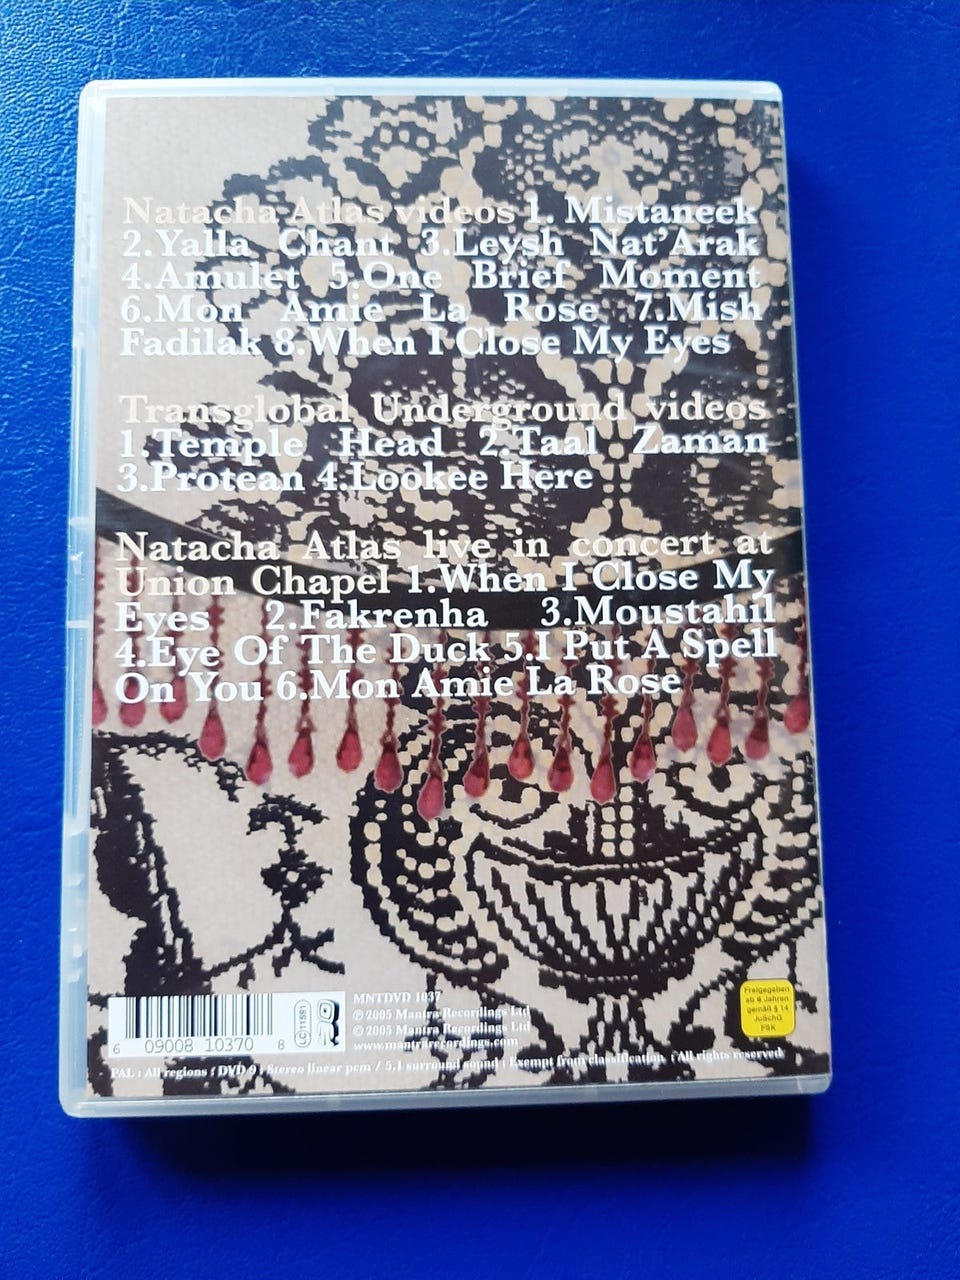 Natacha Atlas videos 1. Mistaneek
2.Yalla Chant 3.Leysh Nat'Arak
4.Amulet 5.One Brief Moment
6.Mon Amie La Rose 7.Mish
Fadilak 8.When I Close My Eyes
Transglobal Underground videos
1.Temple Head 2.Taal Zaman
3.Protean 4.Lookee Here
Natacha Atlas live in concert at
Union Chapel 1.When I Close My
Eyes 2.Fakrenha 3.Moustahil
4.Eye Of The Duck 5.I Put A Spell
On You 6.Mon Amie La Rose
MNTDVD 1037
℗ 2005 Mantra Recordings Ltd
© 2005 Mantra Recordings Ltd
www.mantrarecordings.com
LC 11591
6 09008 10370 8
PAL : All regions : DVD 9 : Stereo linear pcm / 5.1 surround sound : Exempt from classification : All rights reserved
Freigegeben
ab 6 Jahren
gemäß § 14
JuSchG
FSK